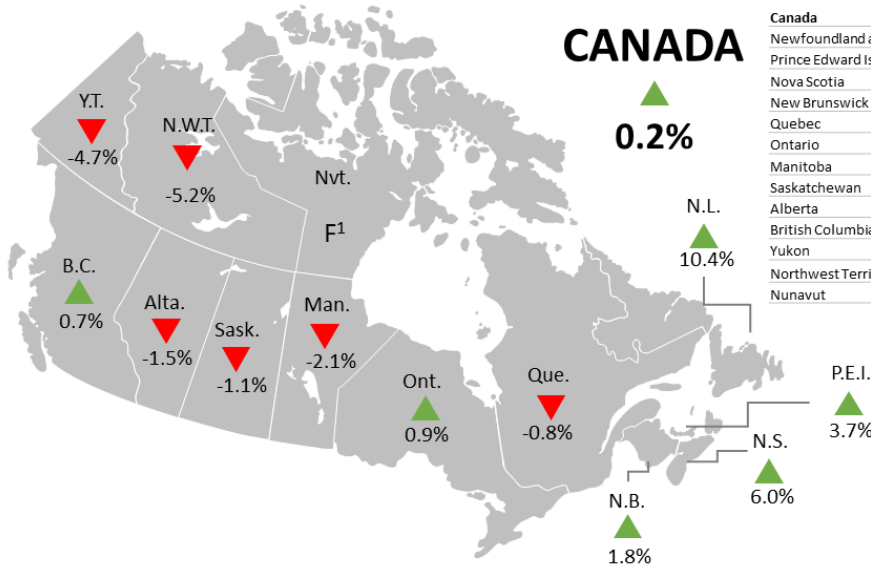 CANADA
0.2%
Canada
Newfoundland a
Prince Edward Is
Nova Scotia
New Brunswick
Quebec
Ontario
Manitoba
Saskatchewan
Alberta
British Columbia
Yukon
Northwest Terri
Nunavut
Y.T.
-4.7%
N.W.T.
-5.2%
Nvt.
F¹
N.L.
10.4%
B.C.
0.7%
Alta.
-1.5%
Sask.
-1.1%
Man.
-2.1%
Ont.
0.9%
Que.
-0.8%
P.E.I.
3.7%
N.S.
6.0%
N.B.
1.8%